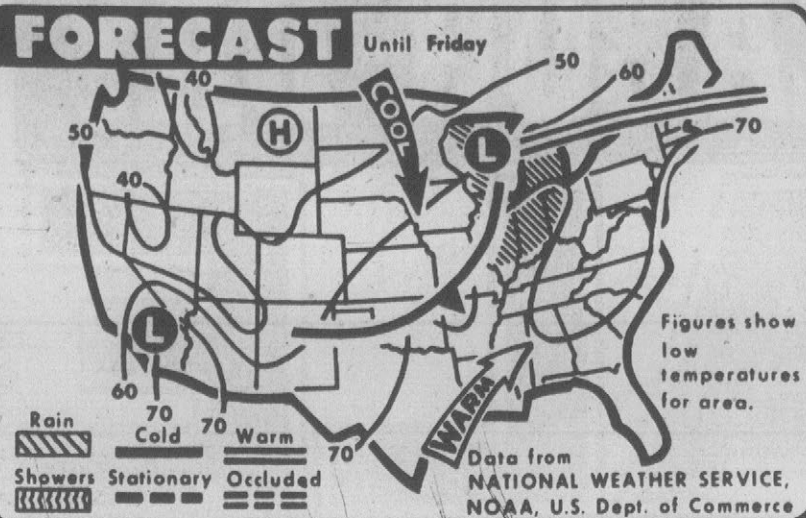 FORECAST
Until Friday
40
50
60
50
70
40
COOL
H
L
L
60
70
70
70
WARM
Figures show
low
temperatures
for area.
Rain
Cold
Warm
Showers
Stationary
Occluded
Data from
NATIONAL WEATHER SERVICE,
NOAA, U.S. Dept. of Commerce